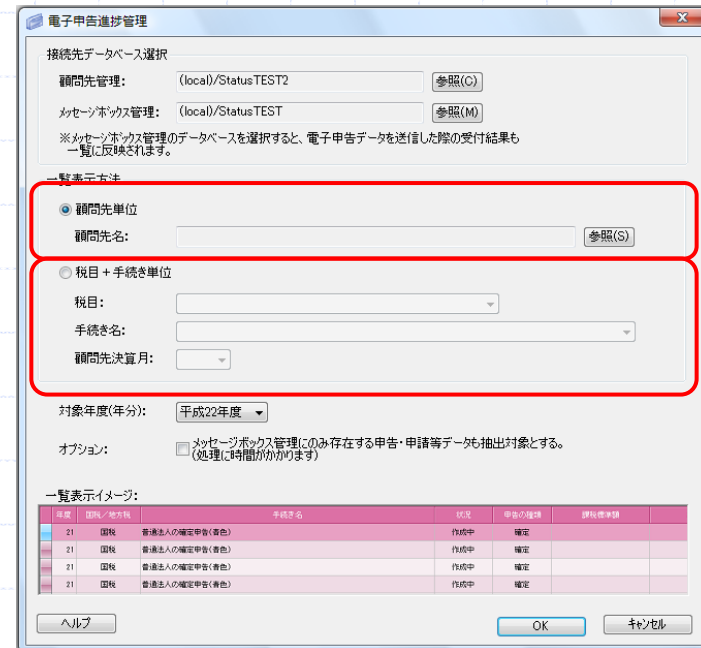 電子申告進捗管理
接続先データベース選択
顧問先管理: (local)/StatusTEST2 参照(C)
メッセージボックス管理: (local)/StatusTEST 参照(M)
※メッセージボックス管理のデータベースを選択すると、電子申告データを送信した際の受付結果も
一覧に反映されます。
一覧表示方法
顧問先単位
顧問先名: 参照(S)
税目+手続き単位
税目:
手続き名:
顧問先決算月:
対象年度(年分): 平成22年度
オプション: メッセージボックス管理にのみ存在する申告・申請等データも抽出対象とする。
(処理に時間がかかります)
一覧表示イメージ:
年度 国税/地方税 手続き名 状況 申告の種類 課税標準額
21 国税 普通法人の確定申告(青色) 作成中 確定
21 国税 普通法人の確定申告(青色) 作成中 確定
21 国税 普通法人の確定申告(青色) 作成中 確定
21 国税 普通法人の確定申告(青色) 作成中 確定
ヘルプ OK キャンセル